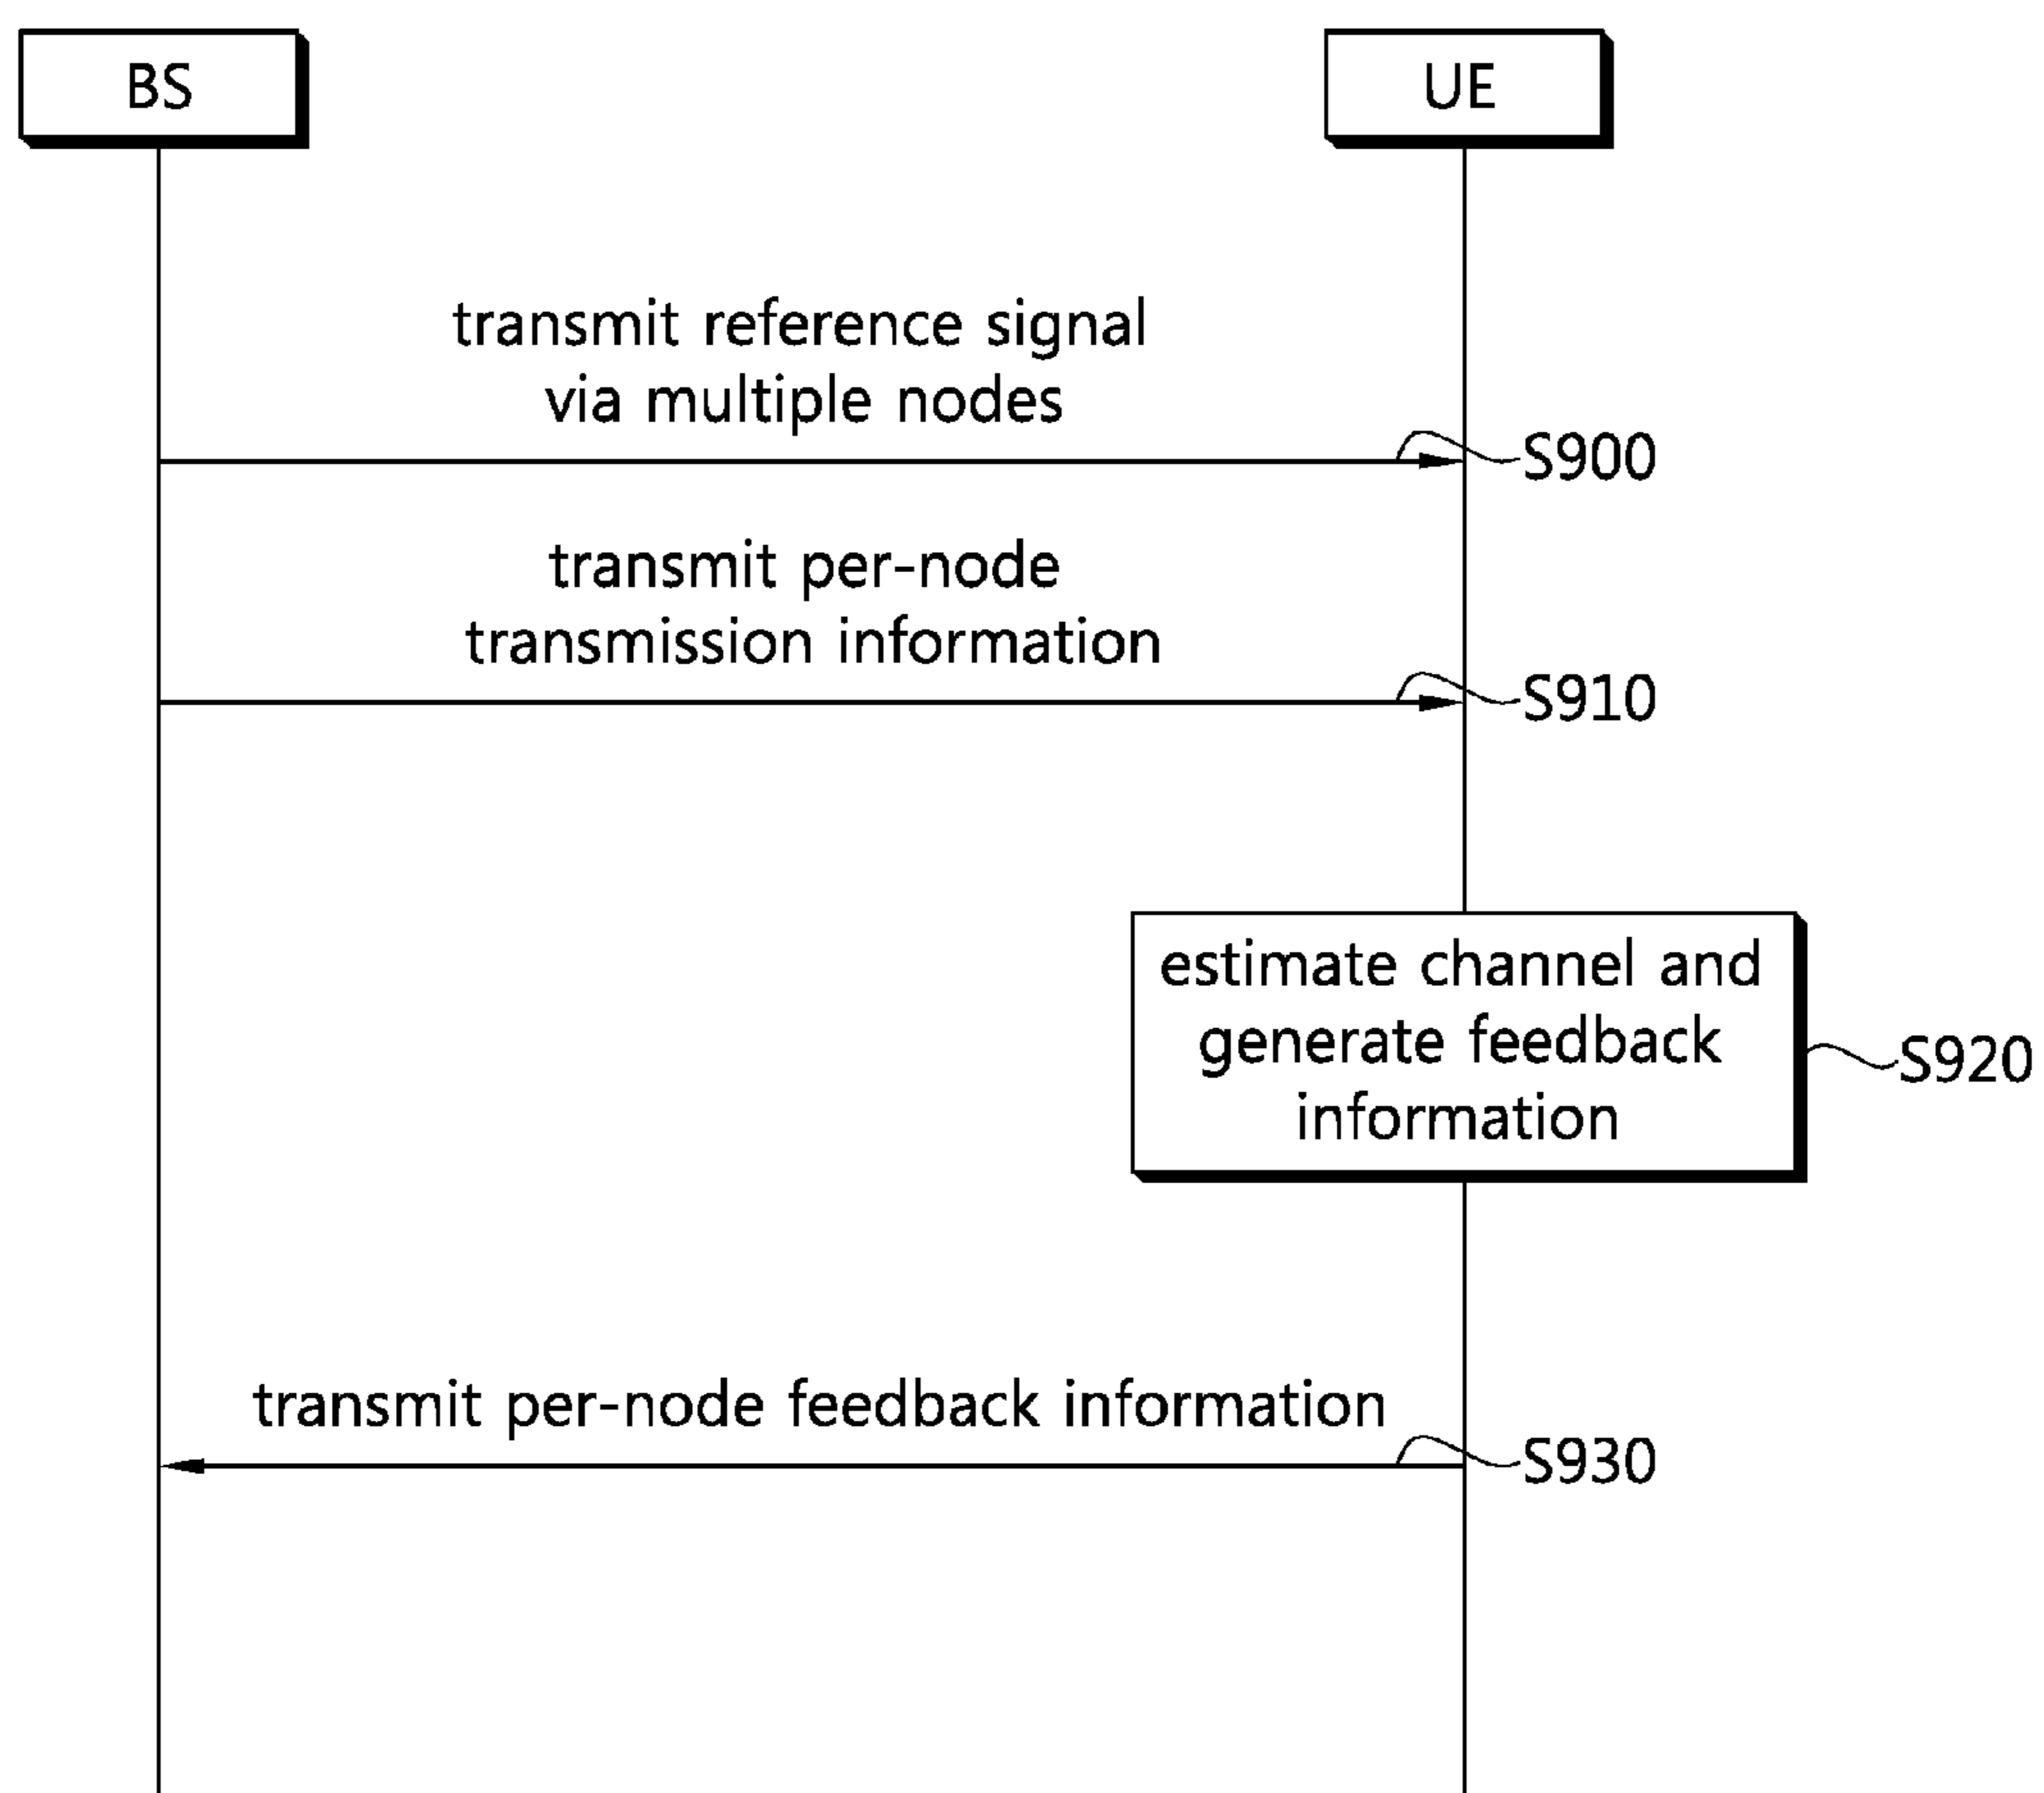 BS
UE
transmit reference signal
via multiple nodes
S900
transmit per-node
transmission information
S910
estimate channel and
generate feedback
information
S920
transmit per-node feedback information
S930